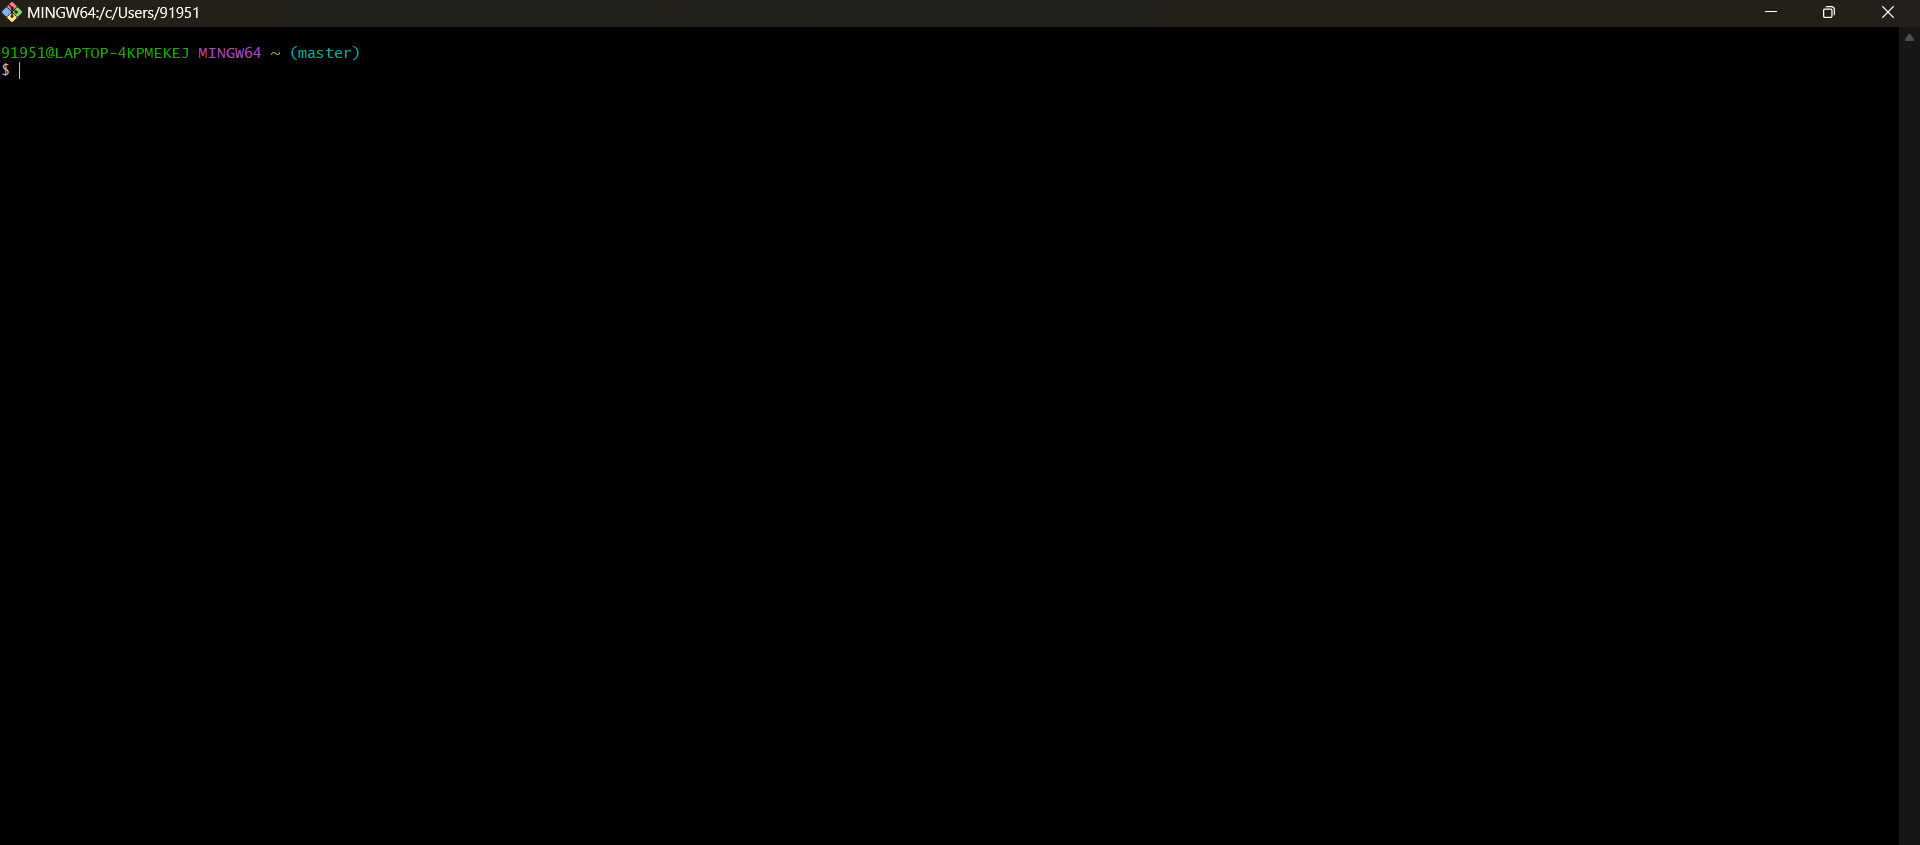 MINGW64:/c/Users/91951
91951@LAPTOP-4KPMEKEJ MINGW64 ~ (master)
$